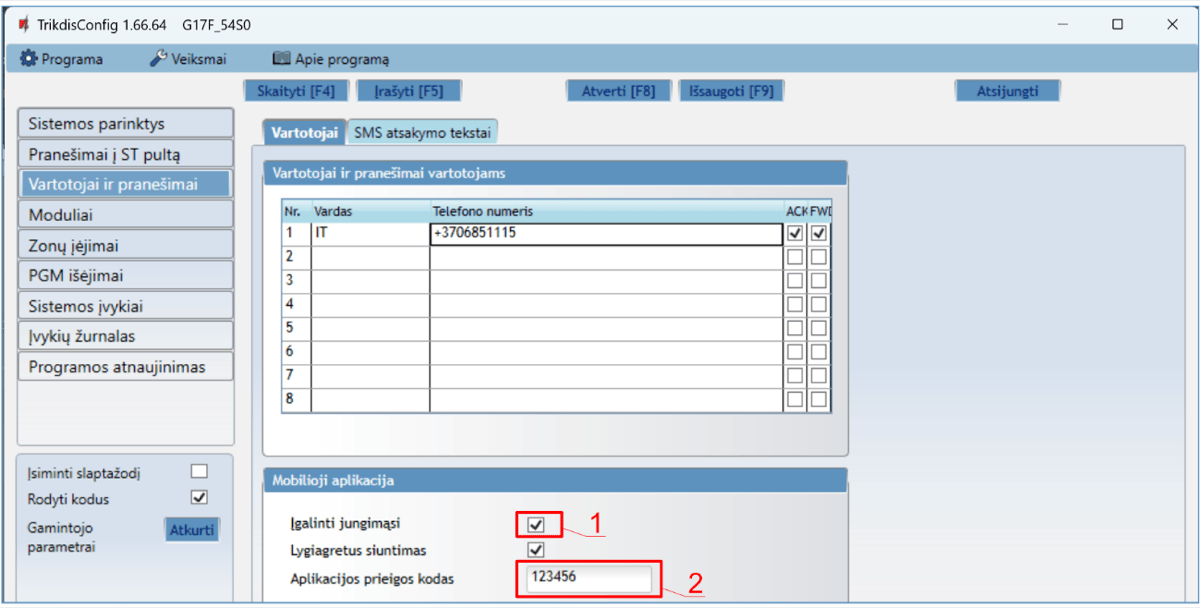 TrikdisConfig 1.66.64 G17F_54S0
Programa Veiksmai Apie programą
Skaityti [F4] Įrašyti [F5] Atverti [F8] Išsaugoti [F9] Atsijungti
Sistemos parinktys
Pranešimai į ST pultą
Vartotojai ir pranešimai
Moduliai
Zonų įėjimai
PGM išėjimai
Sistemos įvykiai
Įvykių žurnalas
Programos atnaujinimas
Įsiminti slaptažodį
Rodyti kodus
Gamintojo
parametrai
Atkurti
Vartotojai SMS atsakymo tekstai
Vartotojai ir pranešimai vartotojams
Nr. Vardas Telefono numeris ACK FWD
1 IT +3706851115
2
3
4
5
6
7
8
Mobilioji aplikacija
Įgalinti jungimąsi 1
Lygiagretus siuntimas
Aplikacijos prieigos kodas 123456 2